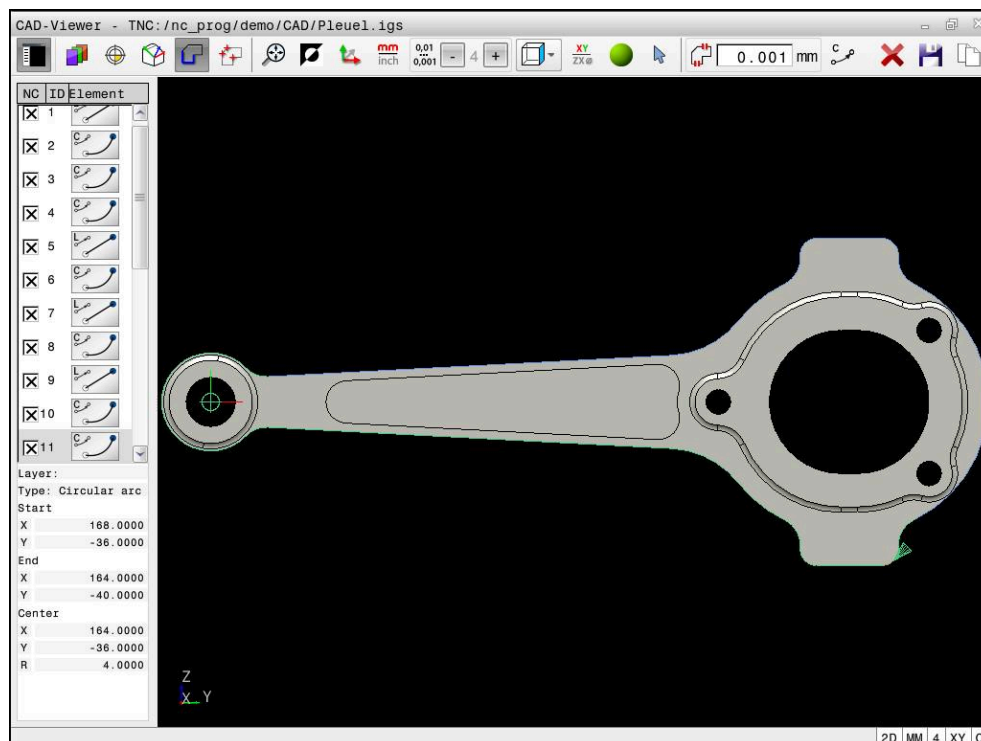 CAD-Viewer - TNC:/nc_prog/demo/CAD/Pleuel.igs
mm
inch
0,01
0,001
- 4 +
XY
ZXø
0.001 mm
C
NC ID Element
1 L
2 C
3 C
4 C
5 L
6 C
7 L
8 C
9 L
10 C
11 C
Layer:
Type: Circular arc
Start
X 168.0000
Y -36.0000
End
X 164.0000
Y -40.0000
Center
X 164.0000
Y -36.0000
R 4.0000
Z
X Y
2D MM 4 XY